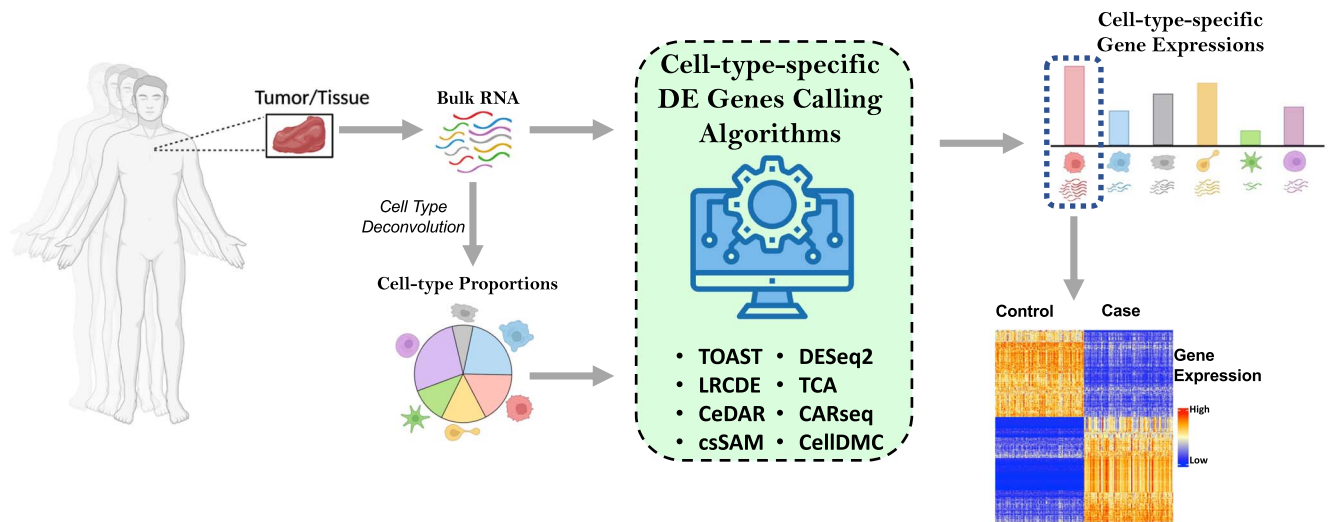 Tumor/Tissue
Bulk RNA
Cell Type
Deconvolution
Cell-type Proportions
Cell-type-specific
DE Genes Calling
Algorithms
• TOAST • DESeq2
• LRCDE • TCA
• CeDAR • CARseq
• csSAM • CellDMC
Cell-type-specific
Gene Expressions
Control Case
Gene
Expression
High
Low